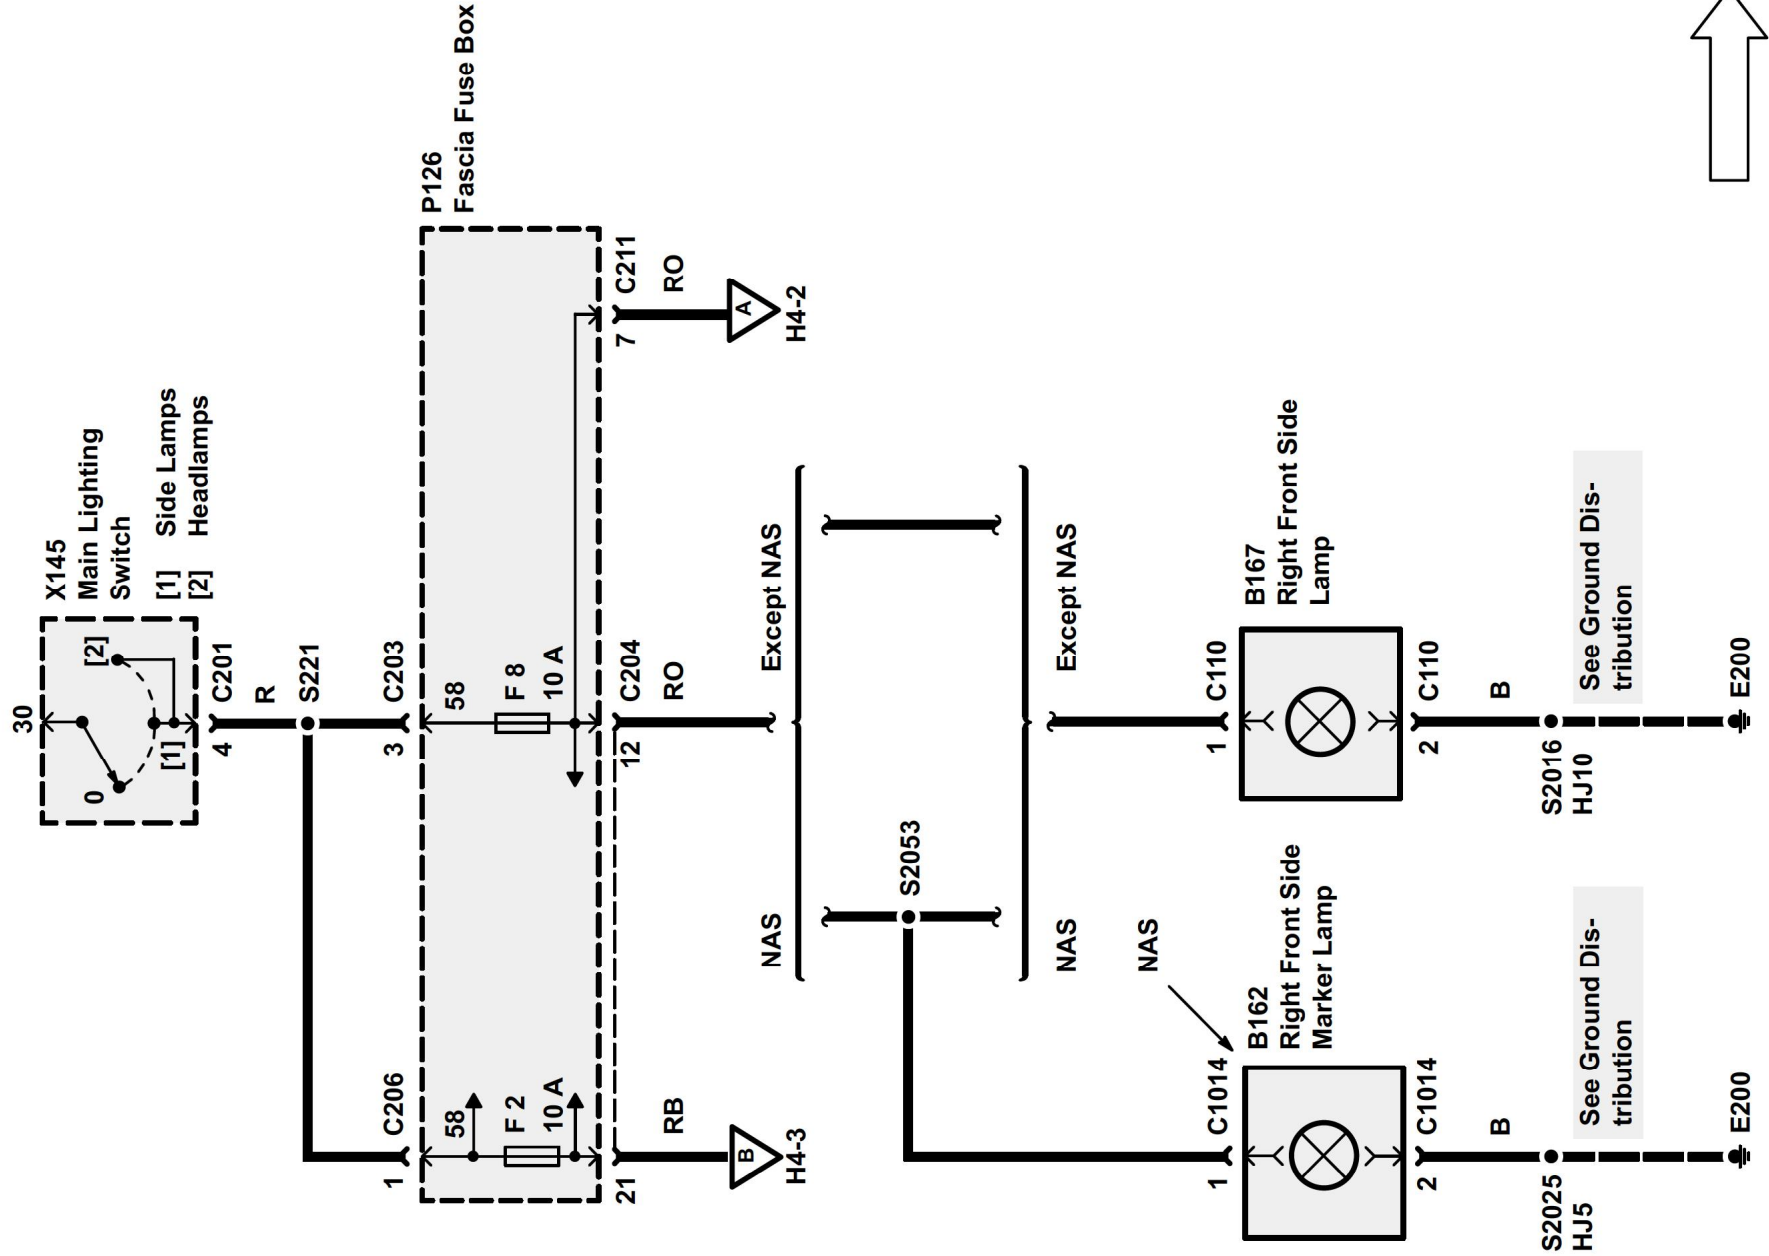 30
X145
Main Lighting
Switch
[1] Side Lamps
[2] Headlamps
0
[1]
[2]
4
C201
R
S221
1
C206
3
C203
P126
Fascia Fuse Box
58
F 2
10 A
58
F 8
10 A
21
RB
12
C204
RO
7
C211
RO
B
H4-3
A
H4-2
NAS
Except NAS
S2053
NAS
Except NAS
NAS
1
C1014
B162
Right Front Side
Marker Lamp
2
C1014
B
S2025
HJ5
See Ground Dis-
tribution
E200
1
C110
B167
Right Front Side
Lamp
2
C110
B
S2016
HJ10
See Ground Dis-
tribution
E200